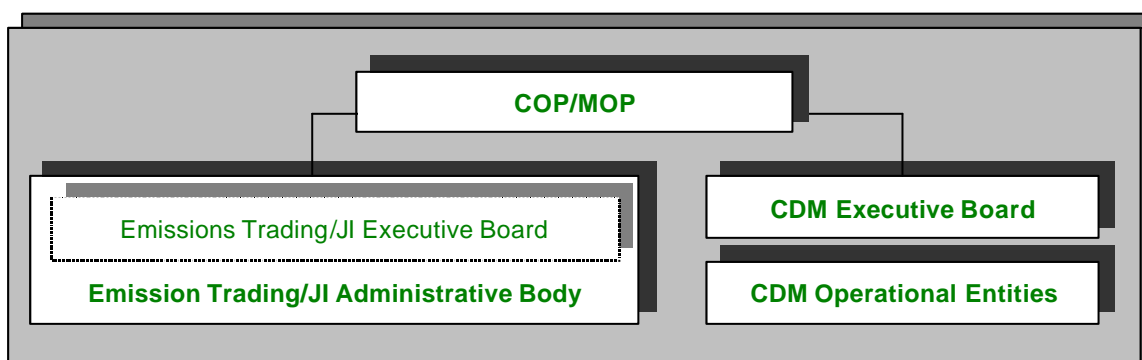 COP/MOP
Emissions Trading/JI Executive Board
Emission Trading/JI Administrative Body
CDM Executive Board
CDM Operational Entities